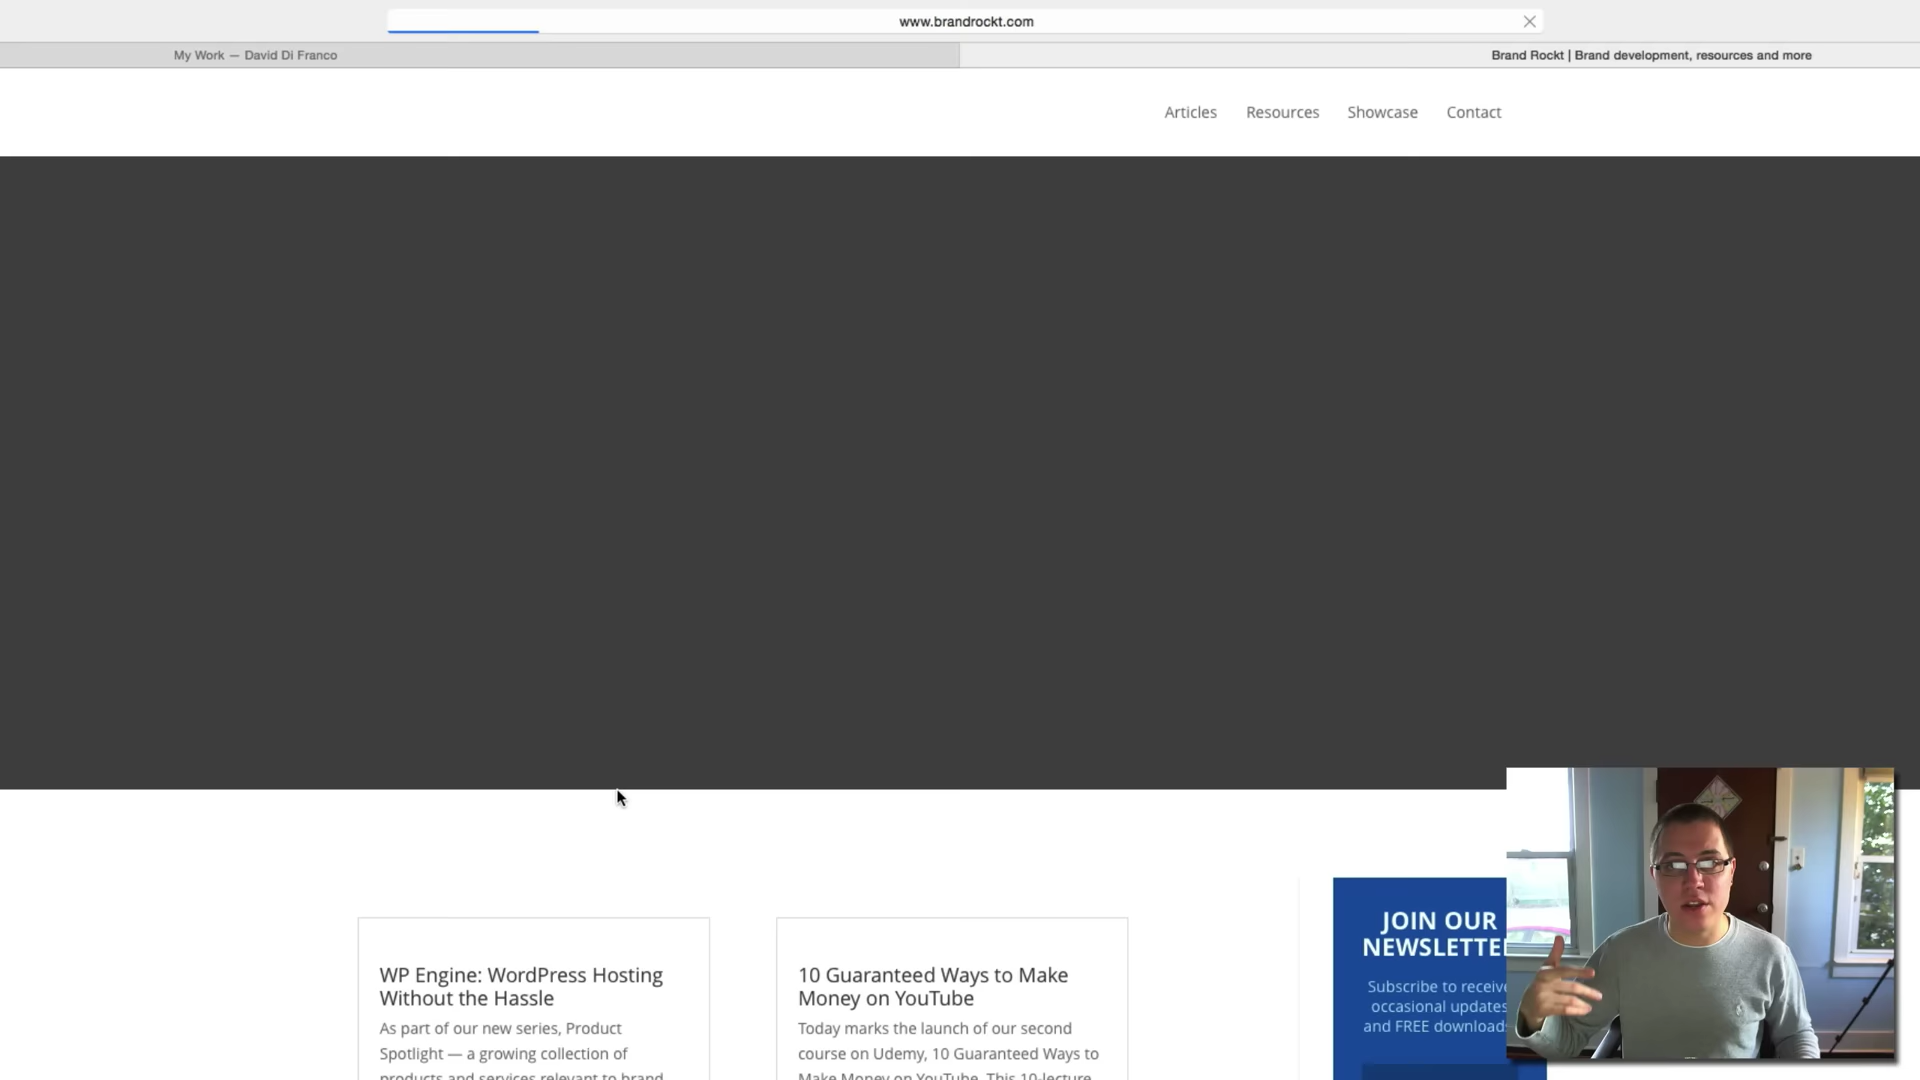 www.brandrockt.com
My Work — David Di Franco
Brand Rockt | Brand development, resources and more
Articles Resources Showcase Contact
WP Engine: WordPress Hosting
Without the Hassle
As part of our new series, Product
Spotlight — a growing collection of
products and services relevant to brand
10 Guaranteed Ways to Make
Money on YouTube
Today marks the launch of our second
course on Udemy, 10 Guaranteed Ways to
Make Money on YouTube. This 10-lecture
JOIN OUR
NEWSLETTE
Subscribe to receive
occasional updates
and FREE download